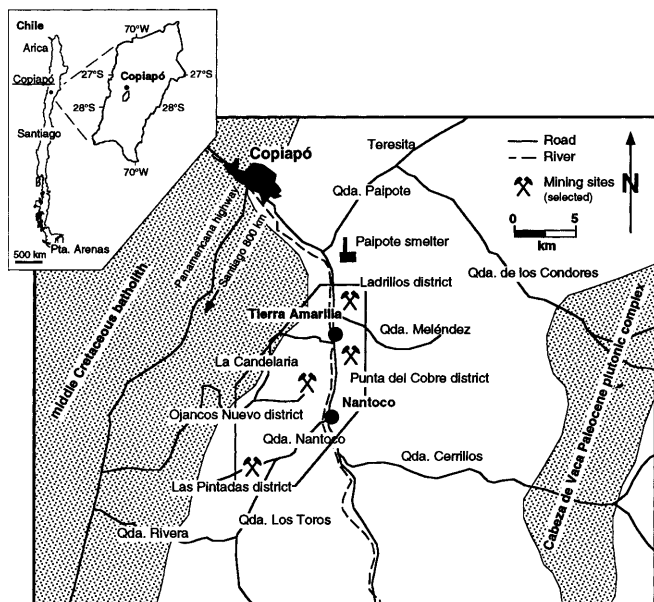 Chile
Arica
Copiapó
Santiago
Pta. Arenas
500 km
70°W
27°S
Copiapó
27°S
28°S
28°S
70°W
Copiapó
Teresita
Road
River
Mining sites
(selected)
N
0 5
km
Qda. Paipote
Paipote smelter
Qda. de los Condores
Panamericana highway
Santiago 800 km
middle Cretaceous batholith
Ladrillos district
Tierra Amarilla
Qda. Meléndez
La Candelaria
Punta del Cobre district
Ojancos Nuevo district
Nantoco
Qda. Nantoco
Qda. Cerrillos
Las Pintadas district
Qda. Los Toros
Qda. Rivera
Cabeza de Vaca Paleocene plutonic complex